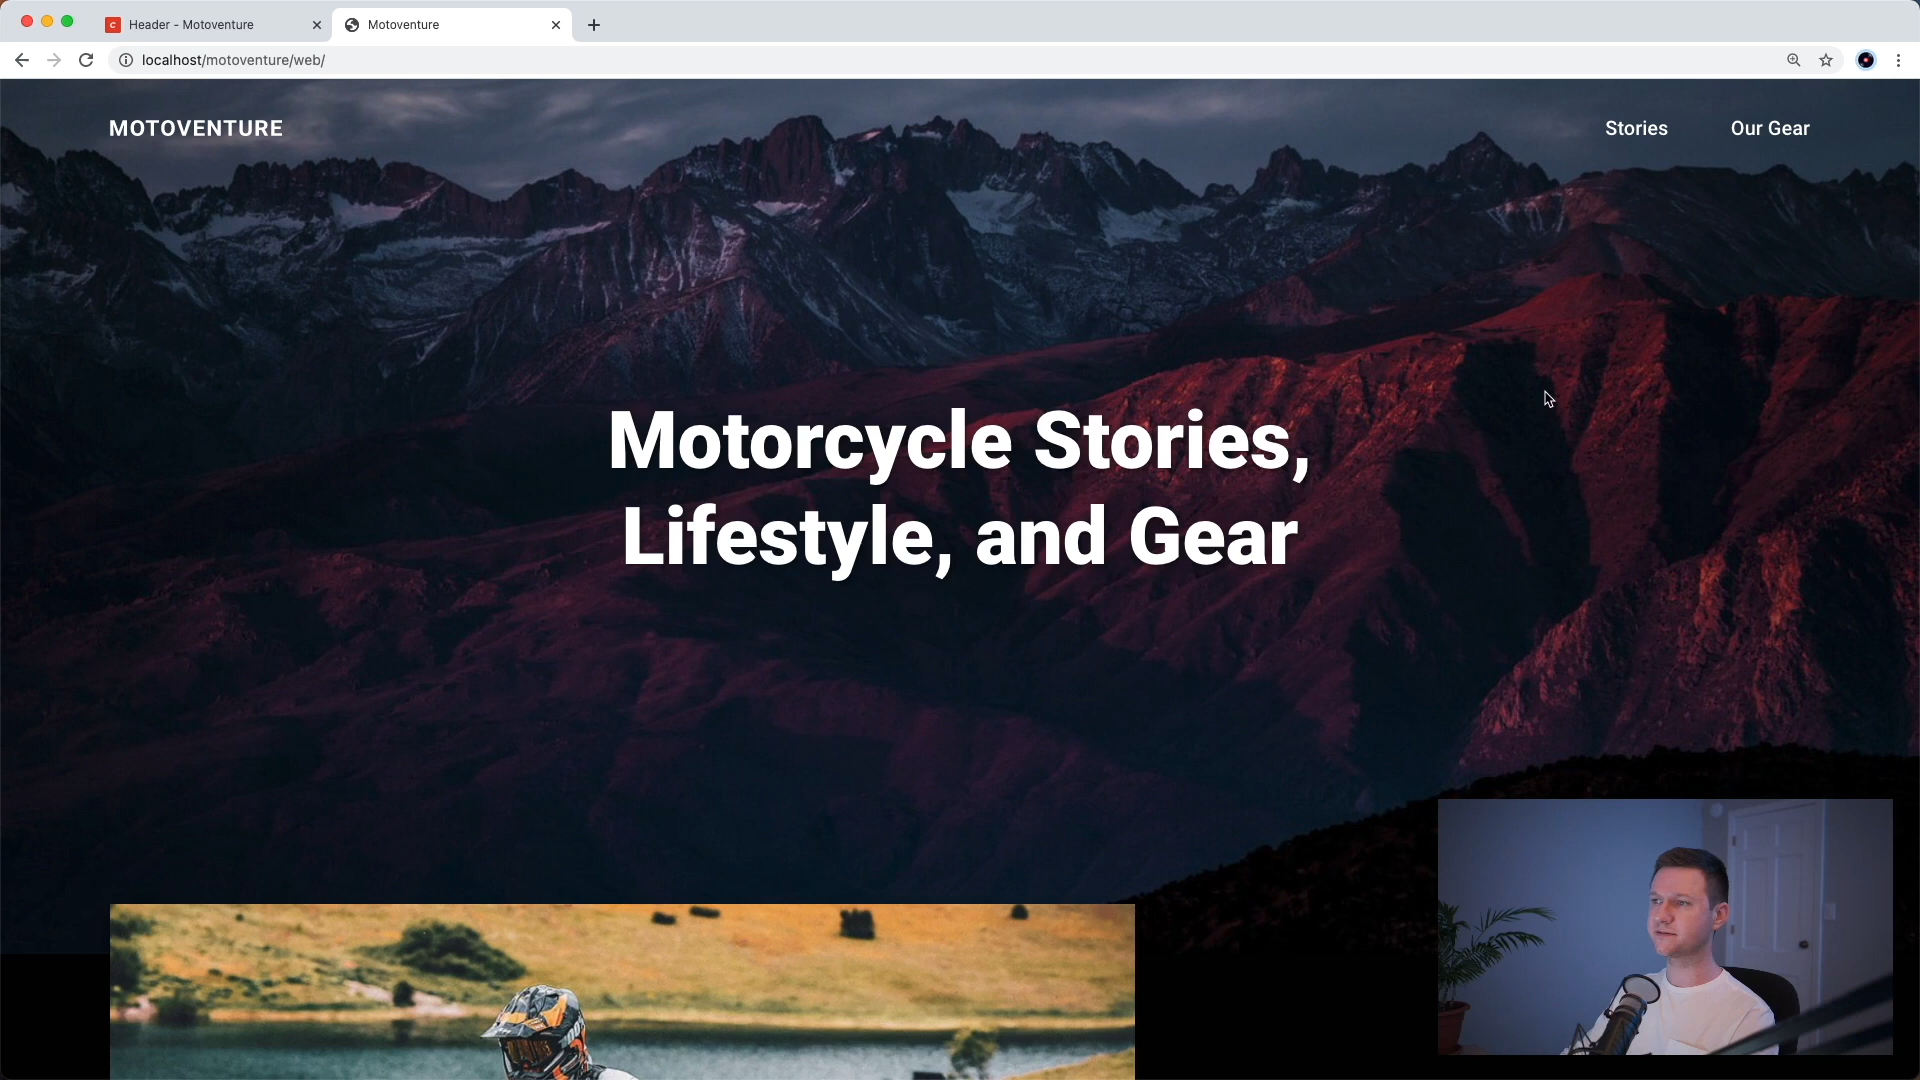 Header - Motoventure
Motoventure
localhost/motoventure/web/
MOTOVENTURE
Stories
Our Gear
Motorcycle Stories,
Lifestyle, and Gear